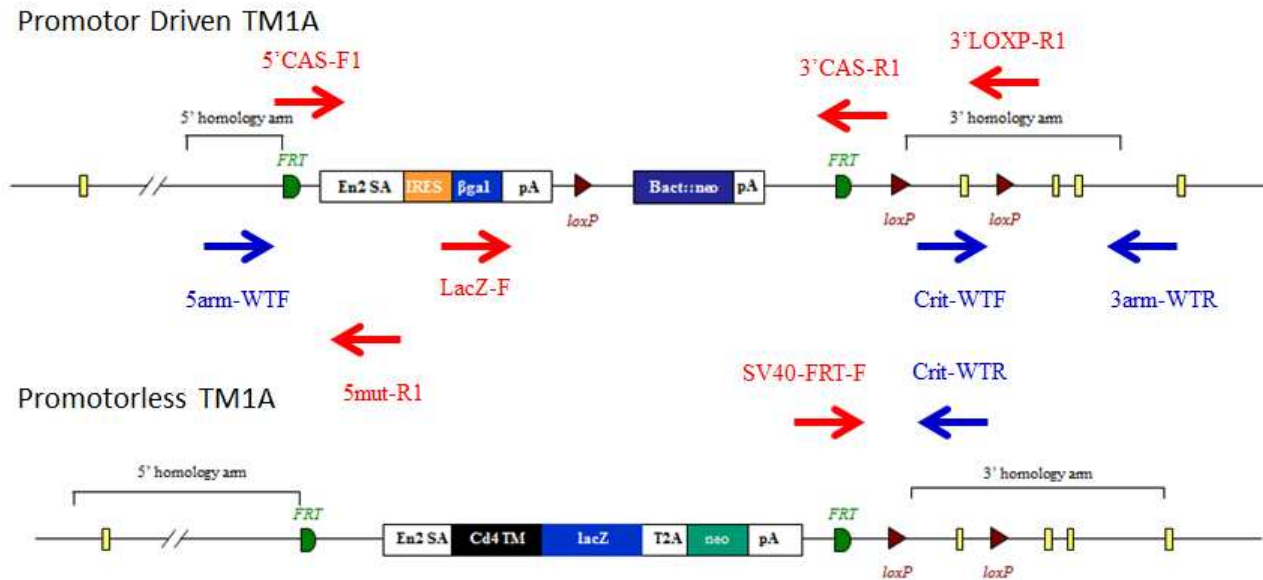 Promotor Driven TM1A
5'CAS-F1
3'CAS-R1
3'LOXP-R1
5' homology arm
3' homology arm
FRT
FRT
En2 SA IRES βgal pA
Bact::neo pA
loxP
loxP
loxP
5arm-WTF
LacZ-F
Crit-WTF
3arm-WTR
5mut-R1
SV40-FRT-F
Crit-WTR
Promotorless TM1A
5' homology arm
3' homology arm
FRT
FRT
En2 SA Cd4 TM lacZ T2A neo pA
loxP
loxP